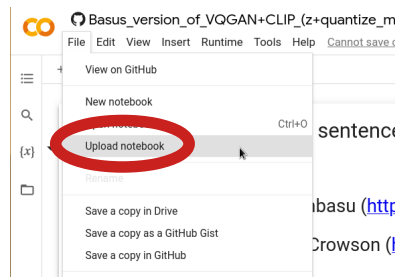 Basus_version_of_VQGAN+CLIP_(z+quantize_m
File Edit View Insert Runtime Tools Help Cannot save
View on GitHub
New notebook
Ctrl+O
sentence
Upload notebook
{x}
Rename
Save a copy in Drive
basu (http
Save a copy as a GitHub Gist
Crowson (
Save a copy in GitHub